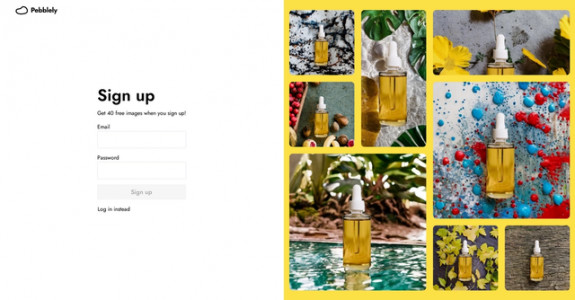 Pebblely
Sign up
Get 40 free images when you sign up!
Email
Password
Sign up
Log in instead